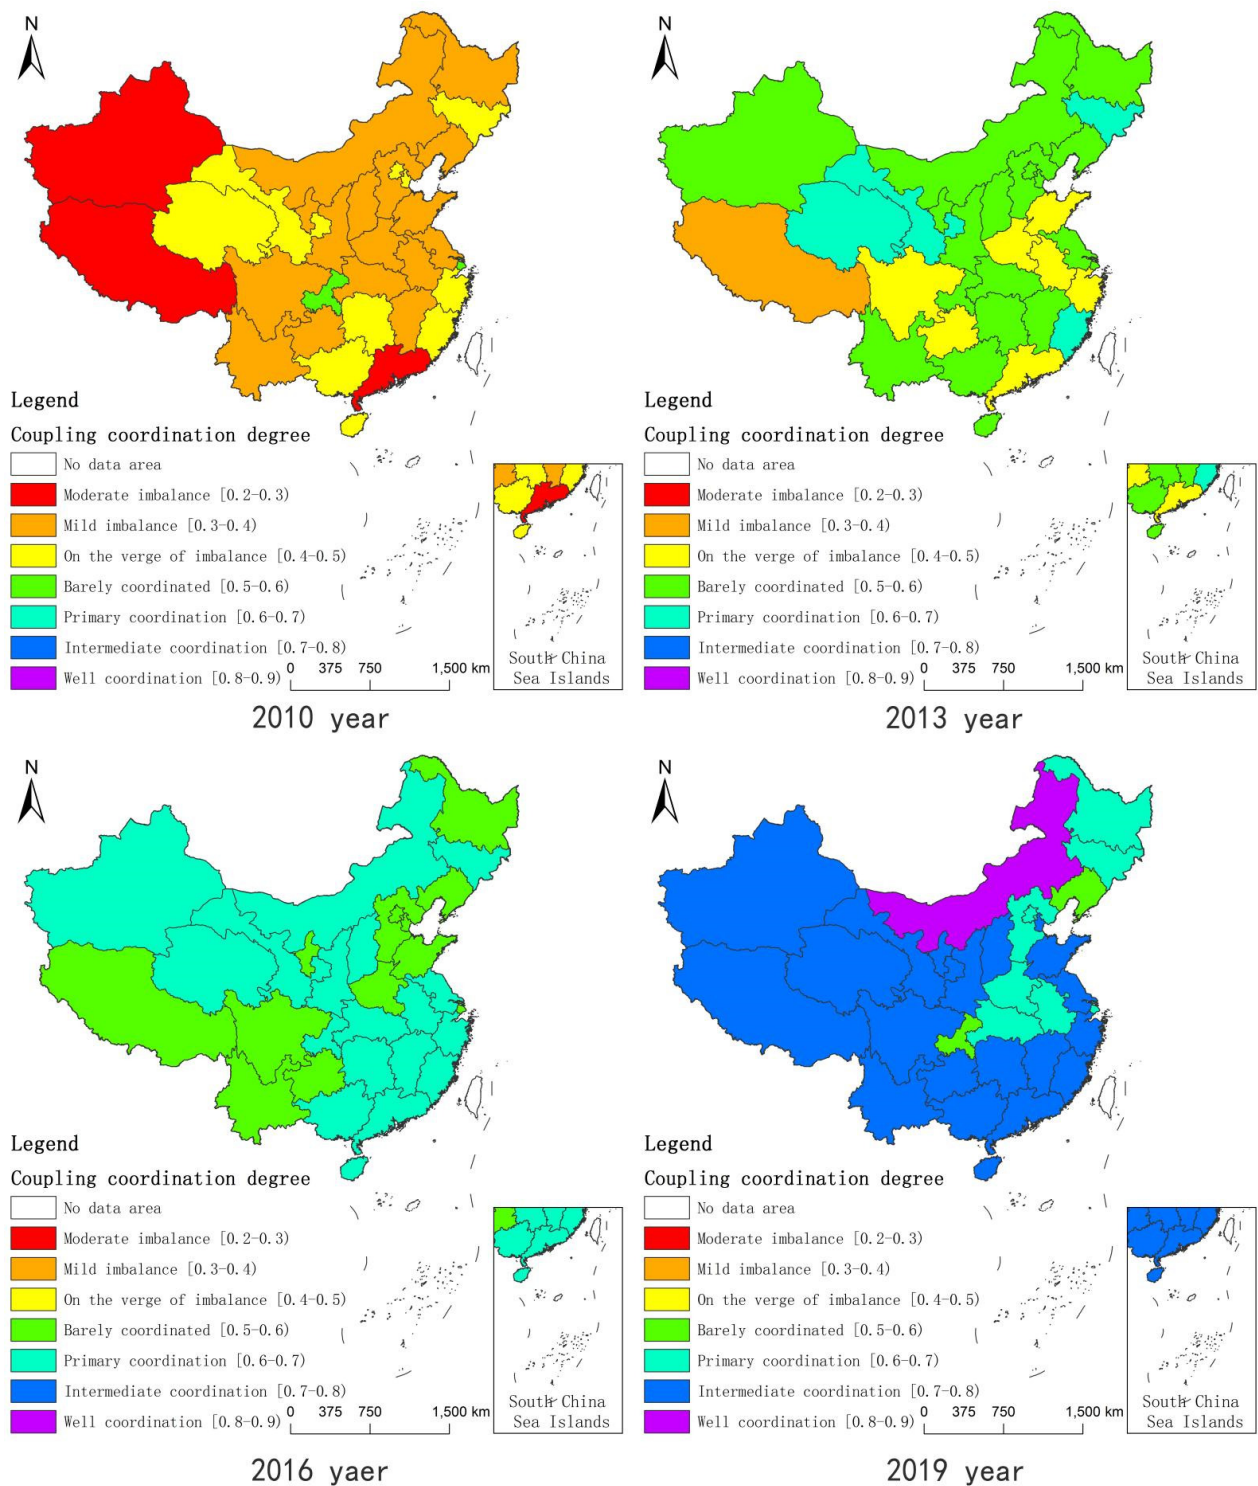 N
Legend
Coupling coordination degree
No data area
Moderate imbalance [0.2-0.3)
Mild imbalance [0.3-0.4)
On the verge of imbalance [0.4-0.5)
Barely coordinated [0.5-0.6)
Primary coordination [0.6-0.7)
Intermediate coordination [0.7-0.8)
Well coordination [0.8-0.9)
0 375 750 1,500 km
South China
Sea Islands
2010 year
N
Legend
Coupling coordination degree
No data area
Moderate imbalance [0.2-0.3)
Mild imbalance [0.3-0.4)
On the verge of imbalance [0.4-0.5)
Barely coordinated [0.5-0.6)
Primary coordination [0.6-0.7)
Intermediate coordination [0.7-0.8)
Well coordination [0.8-0.9)
0 375 750 1,500 km
South China
Sea Islands
2013 year
N
Legend
Coupling coordination degree
No data area
Moderate imbalance [0.2-0.3)
Mild imbalance [0.3-0.4)
On the verge of imbalance [0.4-0.5)
Barely coordinated [0.5-0.6)
Primary coordination [0.6-0.7)
Intermediate coordination [0.7-0.8)
Well coordination [0.8-0.9)
0 375 750 1,500 km
South China
Sea Islands
2016 yaer
N
Legend
Coupling coordination degree
No data area
Moderate imbalance [0.2-0.3)
Mild imbalance [0.3-0.4)
On the verge of imbalance [0.4-0.5)
Barely coordinated [0.5-0.6)
Primary coordination [0.6-0.7)
Intermediate coordination [0.7-0.8)
Well coordination [0.8-0.9)
0 375 750 1,500 km
South China
Sea Islands
2019 year